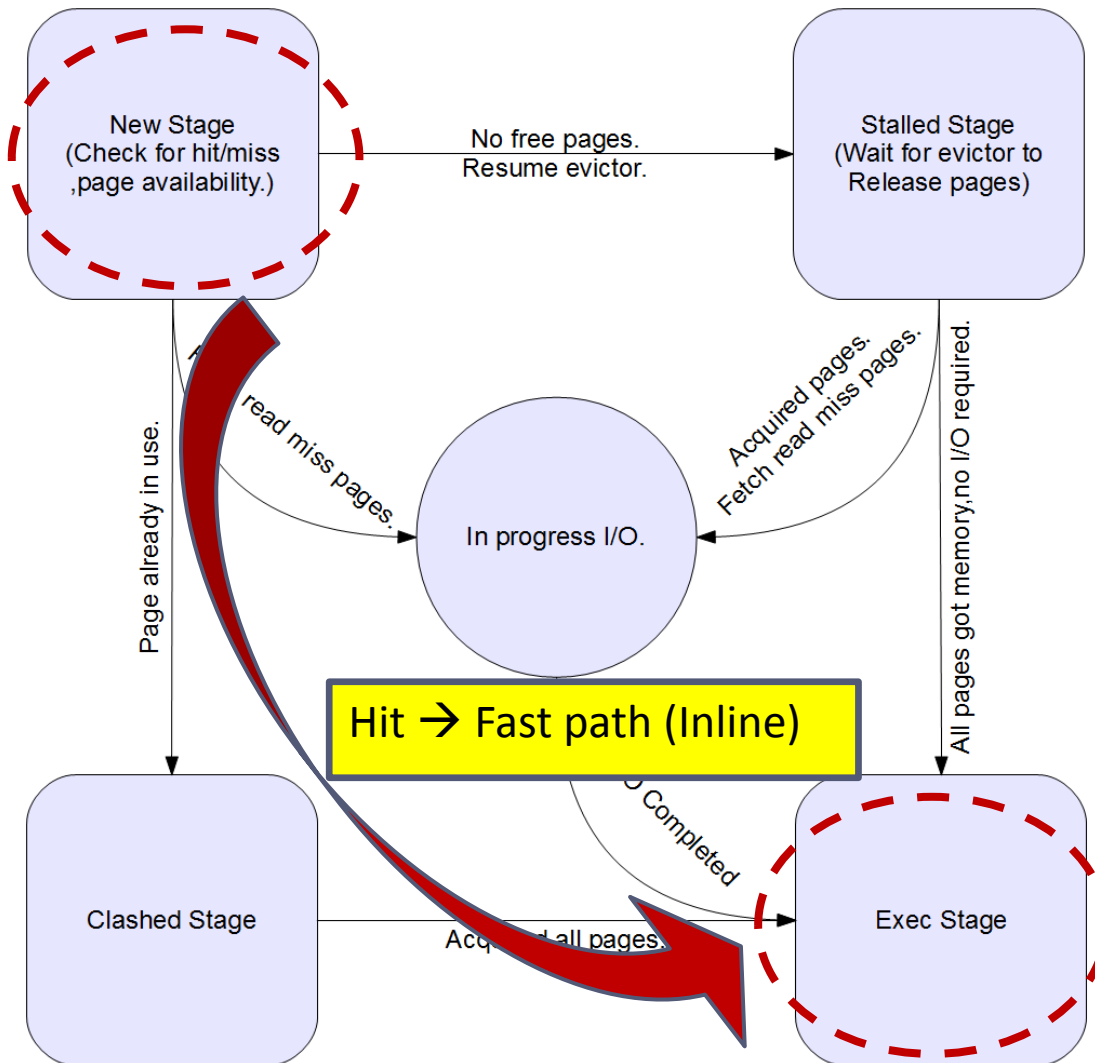 New Stage
(Check for hit/miss
,page availability.)
No free pages.
Resume evictor.
Stalled Stage
(Wait for evictor to
Release pages)
read miss pages.
Page already in use.
Acquired pages.
Fetch read miss pages.
All pages got memory,no I/O required.
In progress I/O.
Hit → Fast path (Inline)
Completed
Clashed Stage
all pages.
Exec Stage